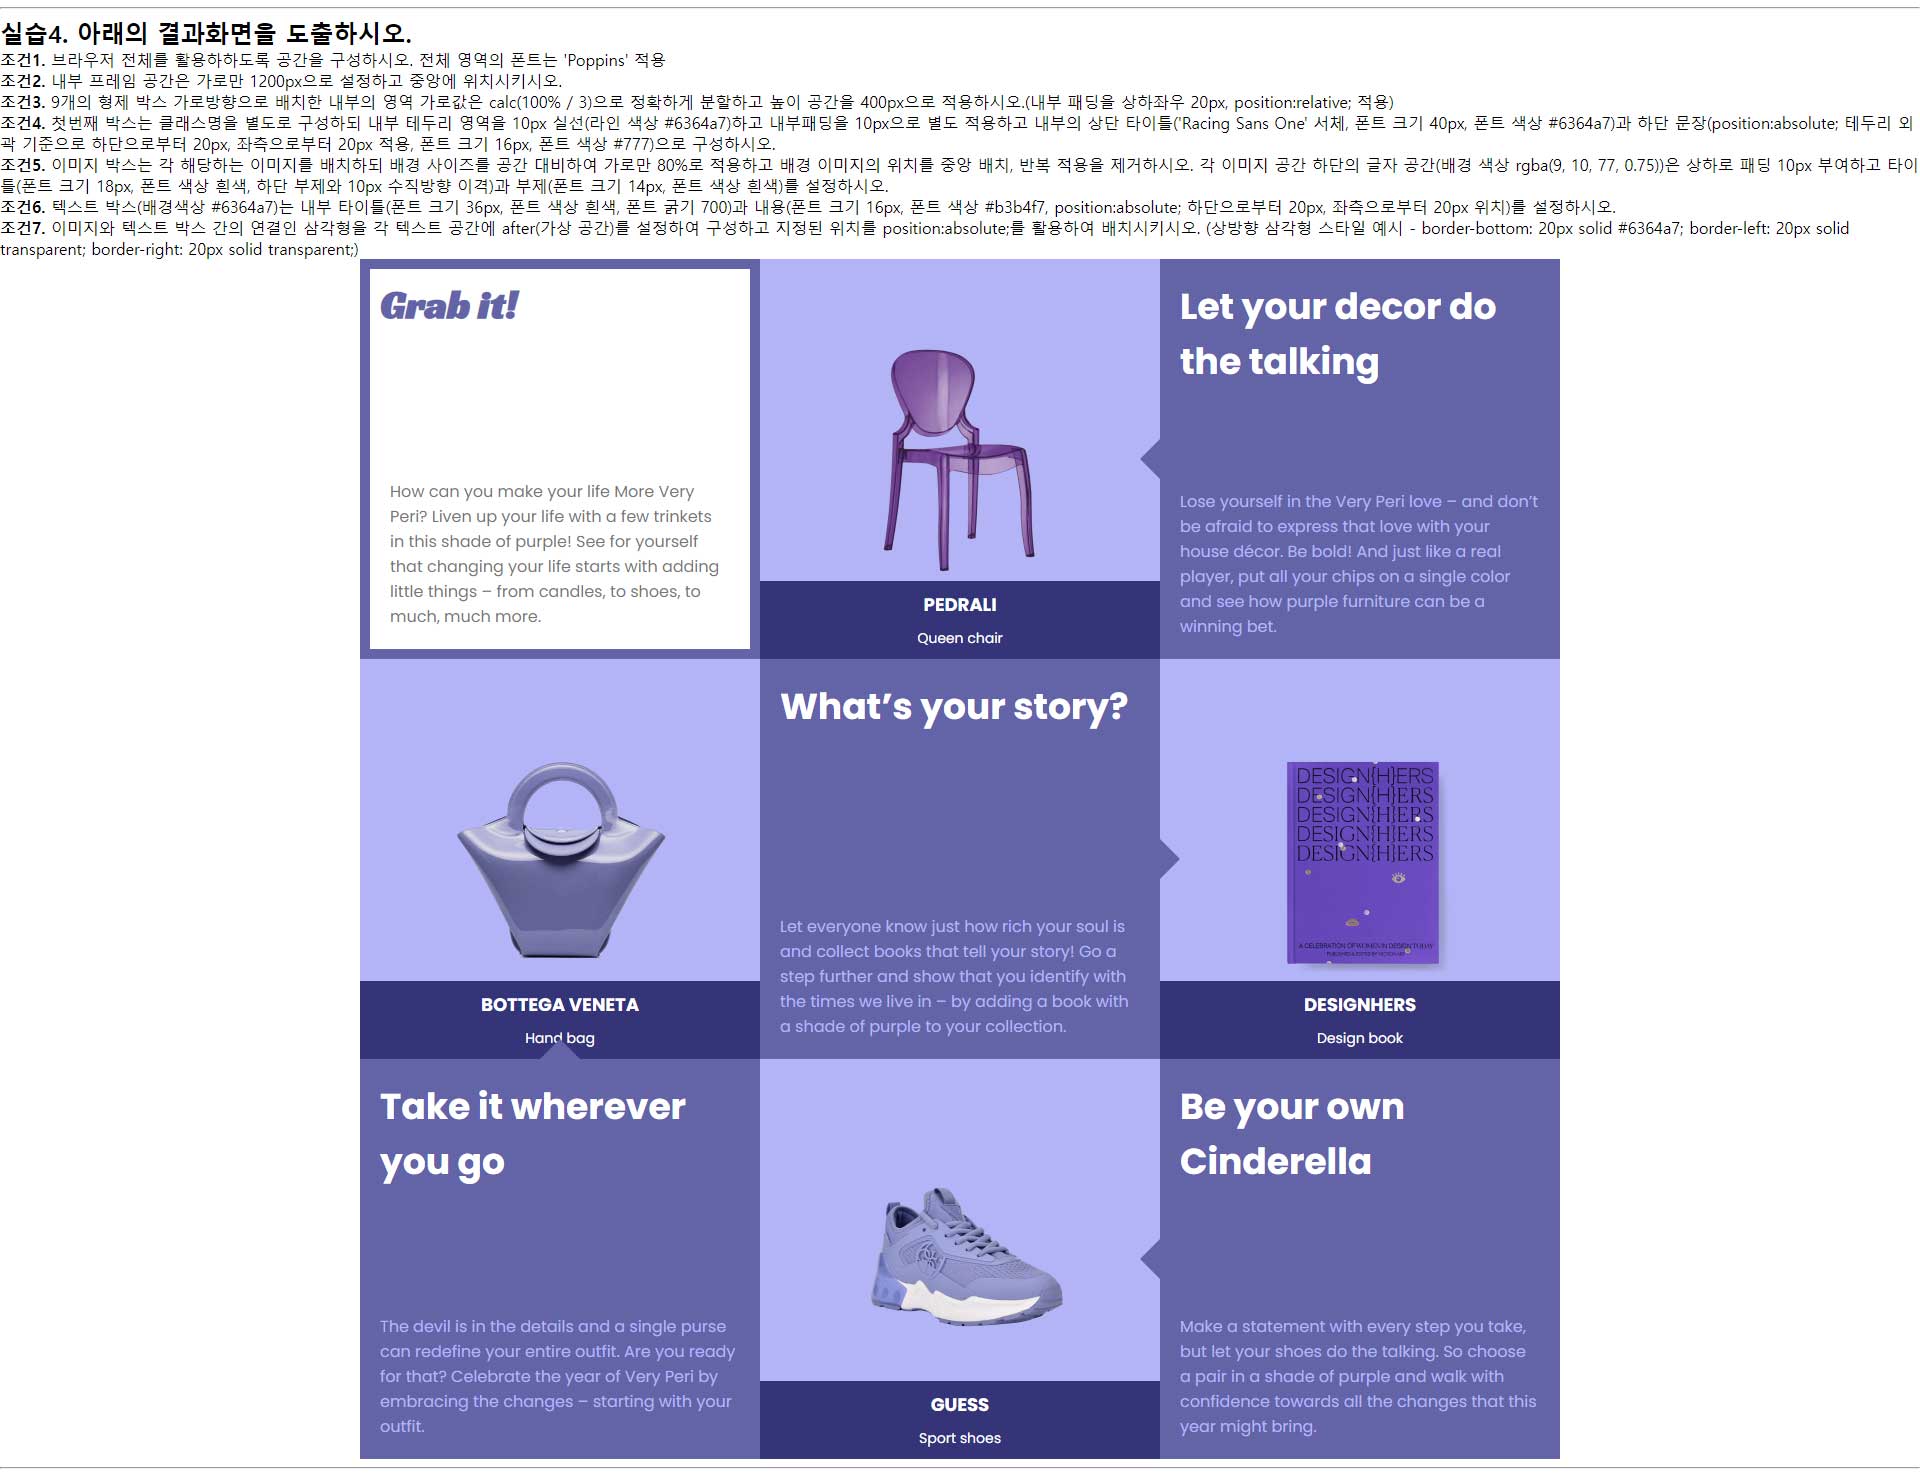 실습4. 아래의 결과화면을 도출하시오.
조건1. 브라우저 전체를 활용하하도록 공간을 구성하시오. 전체 영역의 폰트는 'Poppins' 적용
조건2. 내부 프레임 공간은 가로만 1200px으로 설정하고 중앙에 위치시키시오.
조건3. 9개의 형제 박스 가로방향으로 배치한 내부의 영역 가로값은 calc(100% / 3)으로 정확하게 분할하고 높이 공간을 400px으로 적용하시오.(내부 패딩을 상하좌우 20px, position:relative; 적용)
조건4. 첫번째 박스는 클래스명을 별도로 구성하되 내부 테두리 영역을 10px 실선(라인 색상 #6364a7)하고 내부패딩을 10px으로 별도 적용하고 내부의 상단 타이틀('Racing Sans One' 서체, 폰트 크기 40px, 폰트 색상 #6364a7)과 하단 문장(position:absolute; 테두리 외
곽 기준으로 하단으로부터 20px, 좌측으로부터 20px 적용, 폰트 크기 16px, 폰트 색상 #777)으로 구성하시오.
조건5. 이미지 박스는 각 해당하는 이미지를 배치하되 배경 사이즈를 공간 대비하여 가로만 80%로 적용하고 배경 이미지의 위치를 중앙 배치, 반복 적용을 제거하시오. 각 이미지 공간 하단의 글자 공간(배경 색상 rgba(9, 10, 77, 0.75))은 상하로 패딩 10px 부여하고 타이
틀(폰트 크기 18px, 폰트 색상 흰색, 하단 부제와 10px 수직방향 이격)과 부제(폰트 크기 14px, 폰트 색상 흰색)를 설정하시오.
조건6. 텍스트 박스(배경색상 #6364a7)는 내부 타이틀(폰트 크기 36px, 폰트 색상 흰색, 폰트 굵기 700)과 내용(폰트 크기 16px, 폰트 색상 #b3b4f7, position:absolute; 하단으로부터 20px, 좌측으로부터 20px 위치)를 설정하시오.
조건7. 이미지와 텍스트 박스 간의 연결인 삼각형을 각 텍스트 공간에 after(가상 공간)를 설정하여 구성하고 지정된 위치를 position:absolute;를 활용하여 배치시키시오. (상방향 삼각형 스타일 예시 - border-bottom: 20px solid #6364a7; border-left: 20px solid
transparent; border-right: 20px solid transparent;)
Grab it!
How can you make your life More Very
Peri? Liven up your life with a few trinkets
in this shade of purple! See for yourself
that changing your life starts with adding
little things – from candles, to shoes, to
much, much more.
PEDRALI
Queen chair
Let your decor do
the talking
Lose yourself in the Very Peri love – and don’t
be afraid to express that love with your
house décor. Be bold! And just like a real
player, put all your chips on a single color
and see how purple furniture can be a
winning bet.
BOTTEGA VENETA
Hand bag
What’s your story?
Let everyone know just how rich your soul is
and collect books that tell your story! Go a
step further and show that you identify with
the times we live in – by adding a book with
a shade of purple to your collection.
DESIGN{H}ERS
DESIGN{H}ERS
DESIGN{H}ERS
DESIGN{H}ERS
DESIGN{H}ERS
A CELEBRATION OF WOMEN IN DESIGN TODAY
DESIGNHERS
Design book
Take it wherever
you go
The devil is in the details and a single purse
can redefine your entire outfit. Are you ready
for that? Celebrate the year of Very Peri by
embracing the changes – starting with your
outfit.
GUESS
Sport shoes
Be your own
Cinderella
Make a statement with every step you take,
but let your shoes do the talking. So choose
a pair in a shade of purple and walk with
confidence towards all the changes that this
year might bring.